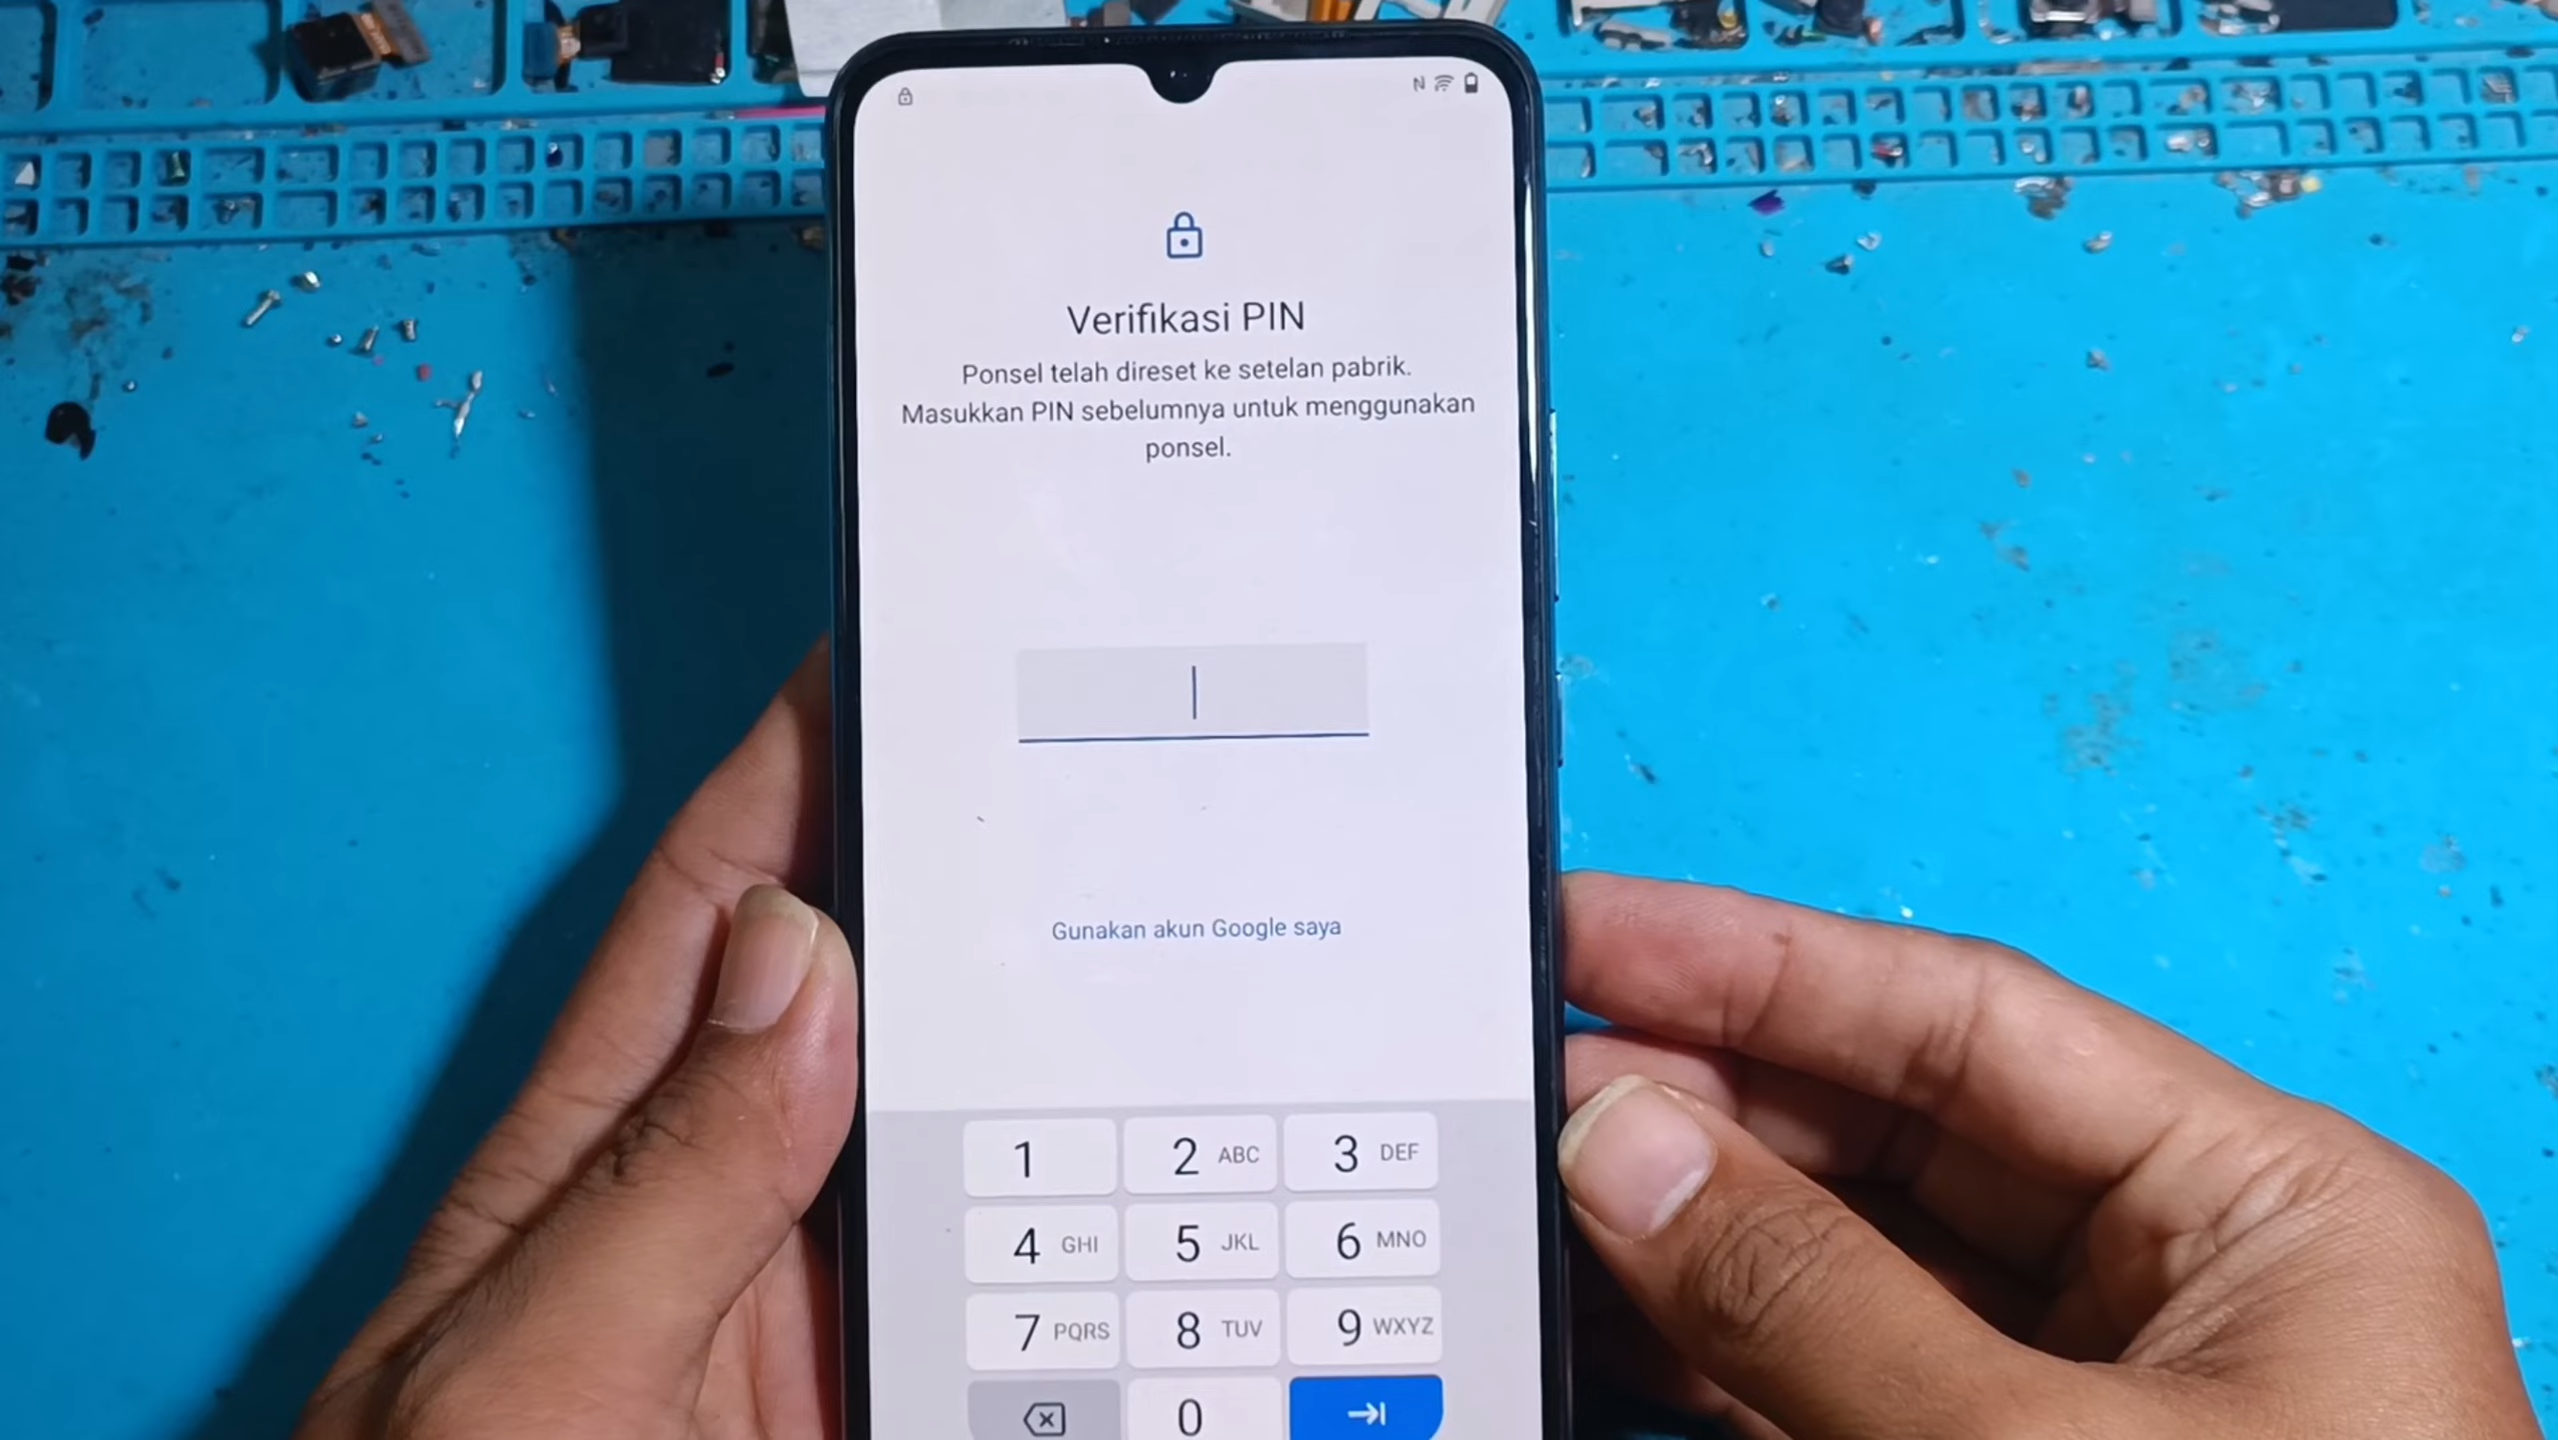 Verifikasi PIN
Ponsel telah direset ke setelan pabrik.
Masukkan PIN sebelumnya untuk menggunakan
ponsel.
Gunakan akun Google saya
1 2 ABC 3 DEF
4 GHI 5 JKL 6 MNO
7 PQRS 8 TUV 9 WXYZ
0